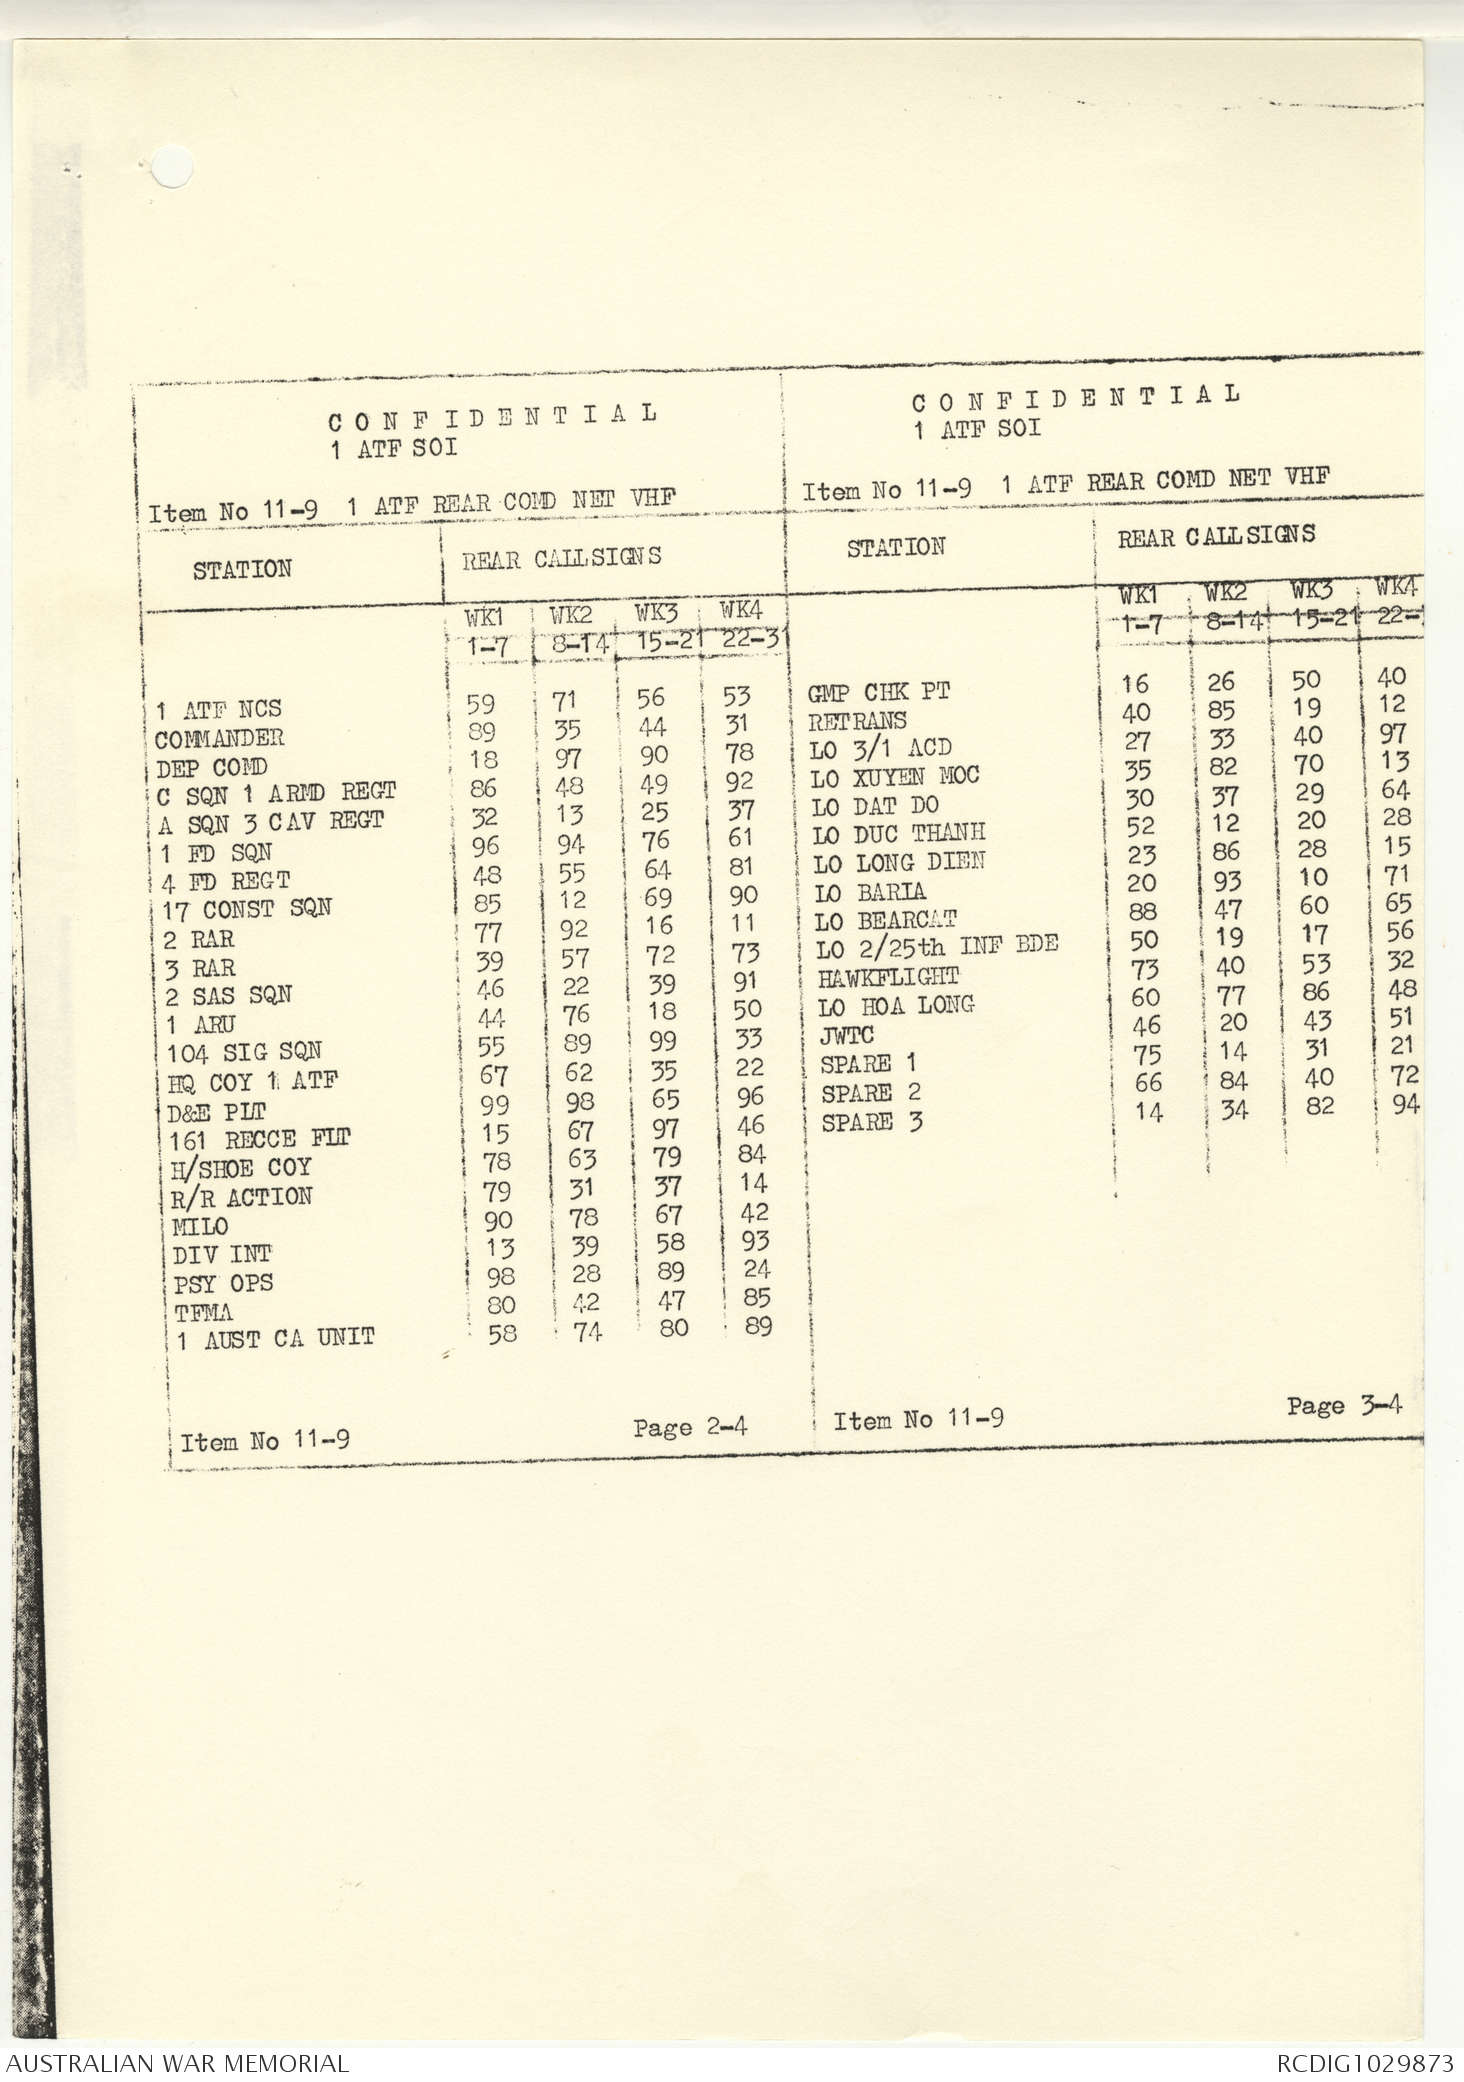 C O N F I D E N T I A L
1 ATF SOI
Item No 11-9 1 ATF REAR COMD NET VHF
STATION REAR CALLSIGNS
WK1 WK2 WK3 WK4
1-7 8-14 15-21 22-31
1 ATF NCS 59 71 56 53
COMMANDER 89 35 44 31
DEP COMD 18 97 90 78
C SQN 1 ARMD REGT 86 48 49 92
A SQN 3 CAV REGT 32 13 25 37
1 FD SQN 96 94 76 61
4 FD REGT 48 55 64 81
17 CONST SQN 85 12 69 90
2 RAR 77 92 16 11
3 RAR 39 57 72 73
2 SAS SQN 46 22 39 91
1 ARU 44 76 18 50
104 SIG SQN 55 89 99 33
HQ COY 1 ATF 67 62 35 22
D&E PLT 99 98 65 96
161 RECCE FLT 15 67 97 46
H/SHOE COY 78 63 79 84
R/R ACTION 79 31 37 14
MILO 90 78 67 42
DIV INT 13 39 58 93
PSY OPS 98 28 89 24
TFMA 80 42 47 85
1 AUST CA UNIT 58 74 80 89
Item No 11-9 Page 2-4
C O N F I D E N T I A L
1 ATF SOI
Item No 11-9 1 ATF REAR COMD NET VHF
STATION REAR CALLSIGNS
WK1 WK2 WK3 WK4
1-7 8-14 15-21 22-
GMP CHK PT 16 26 50 40
RETRANS 40 85 19 12
LO 3/1 ACD 27 33 40 97
LO XUYEN MOC 35 82 70 13
LO DAT DO 30 37 29 64
LO DUC THANH 52 12 20 28
LO LONG DIEN 23 86 28 15
LO BARIA 20 93 10 71
LO BEARCAT 88 47 60 65
LO 2/25th INF BDE 50 19 17 56
HAWKFLIGHT 73 40 53 32
LO HOA LONG 60 77 86 48
JWTC 46 20 43 51
SPARE 1 75 14 31 21
SPARE 2 66 84 40 72
SPARE 3 14 34 82 94
Item No 11-9 Page 3-4
AUSTRALIAN WAR MEMORIAL RCDIG1029873